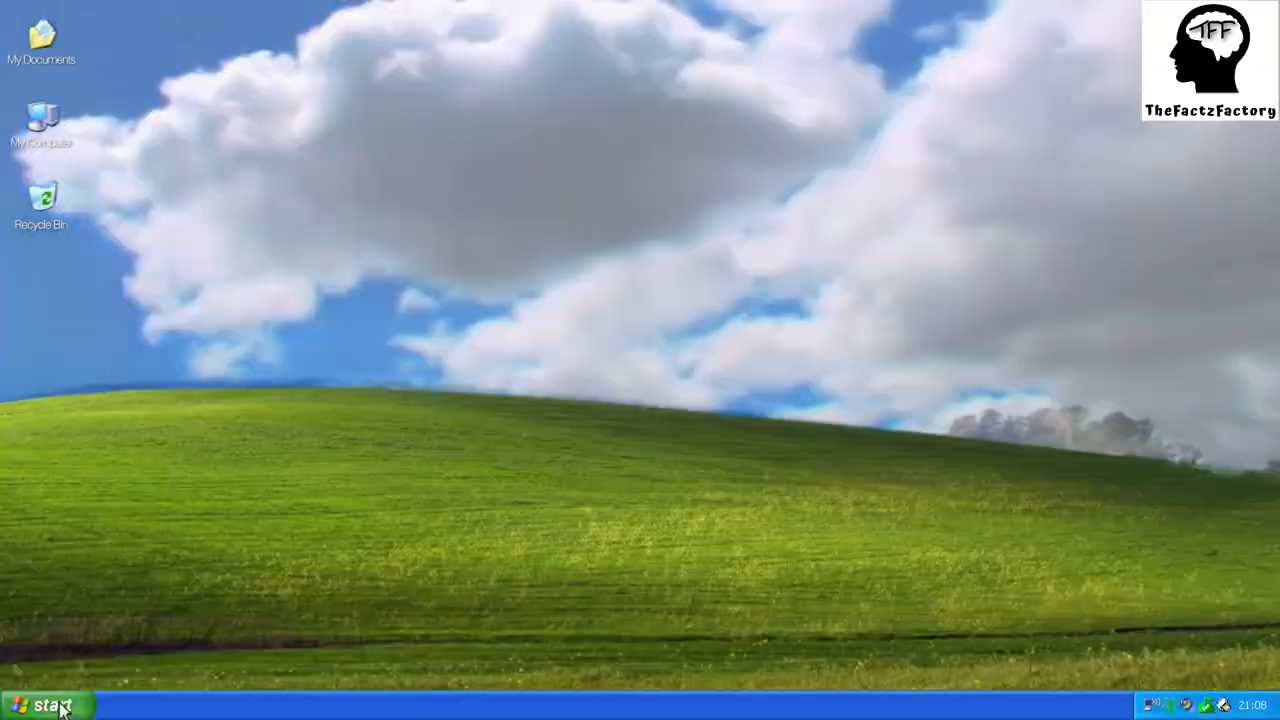 My Documents
TFF
TheFactzFactory
My Computer
Recycle Bin
start
21:08